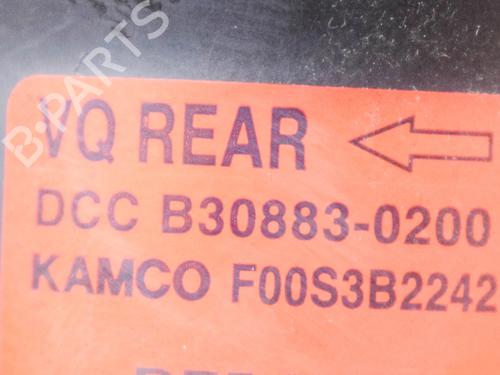 B-PARTS
VQ REAR
DCC B30883-0200
KAMCO F00S3B2242